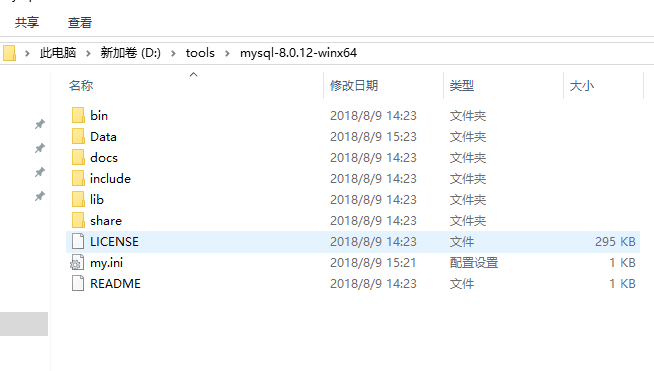 共享 查看
此电脑 > 新加卷 (D:) > tools > mysql-8.0.12-winx64
名称 修改日期 类型 大小
bin 2018/8/9 14:23 文件夹
Data 2018/8/9 15:23 文件夹
docs 2018/8/9 14:23 文件夹
include 2018/8/9 14:23 文件夹
lib 2018/8/9 14:23 文件夹
share 2018/8/9 14:23 文件夹
LICENSE 2018/8/9 14:23 文件 295 KB
my.ini 2018/8/9 15:21 配置设置 1 KB
README 2018/8/9 14:23 文件 1 KB